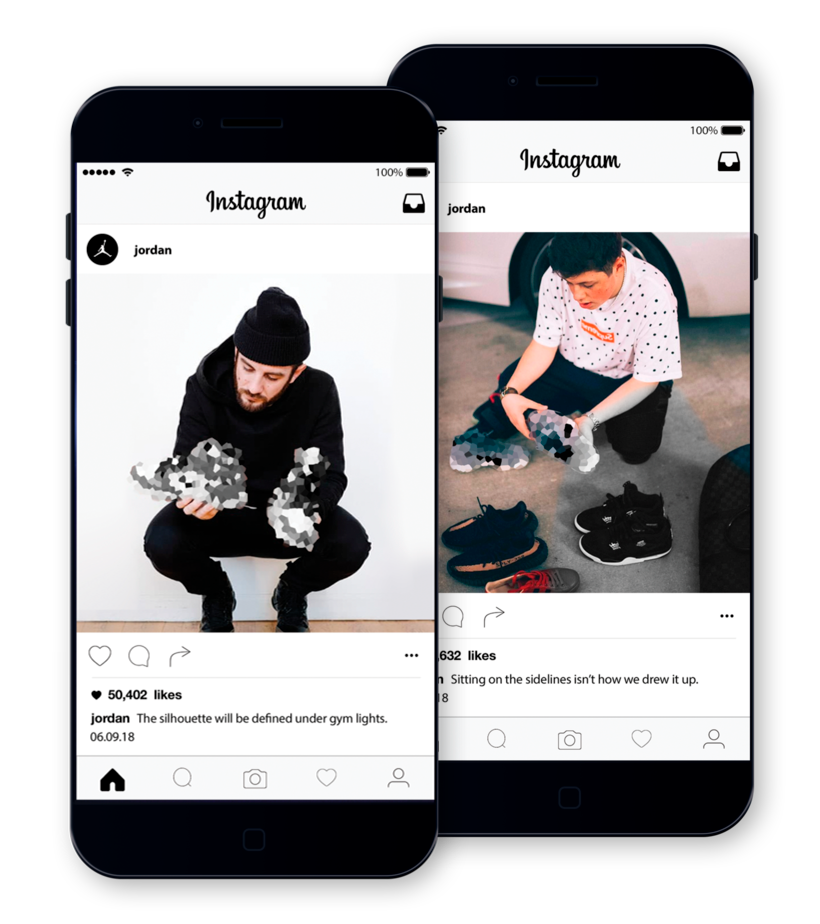 100%
Instagram
jordan
50,402 likes
jordan The silhouette will be defined under gym lights.
06.09.18
100%
Instagram
jordan
,632 likes
n Sitting on the sidelines isn't how we drew it up.
18